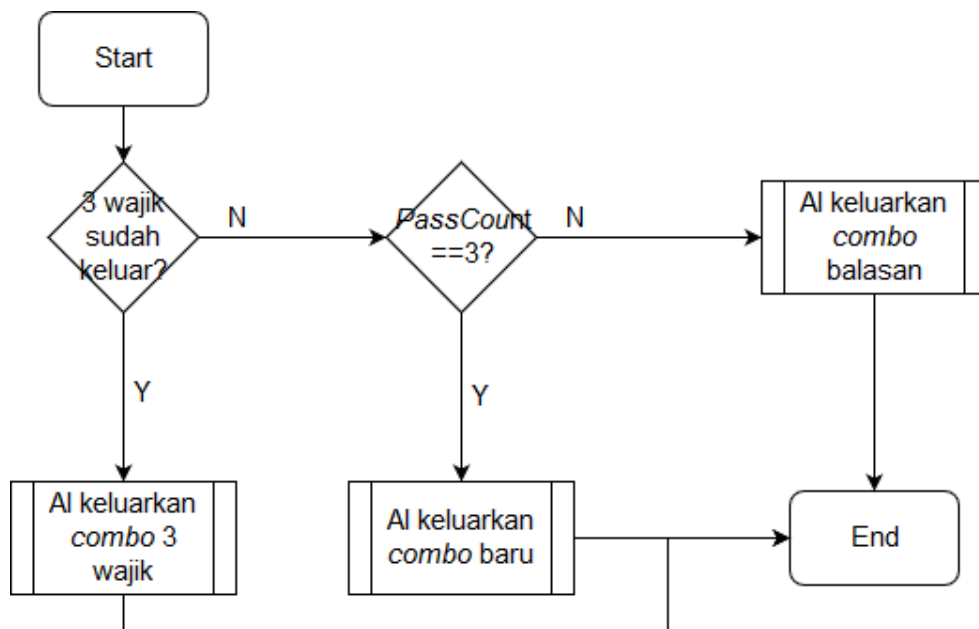 Start
3 wajik
sudah
keluar?
N
PassCount
==3?
N
AI keluarkan
combo
balasan
Y
Y
AI keluarkan
combo 3
wajik
AI keluarkan
combo baru
End